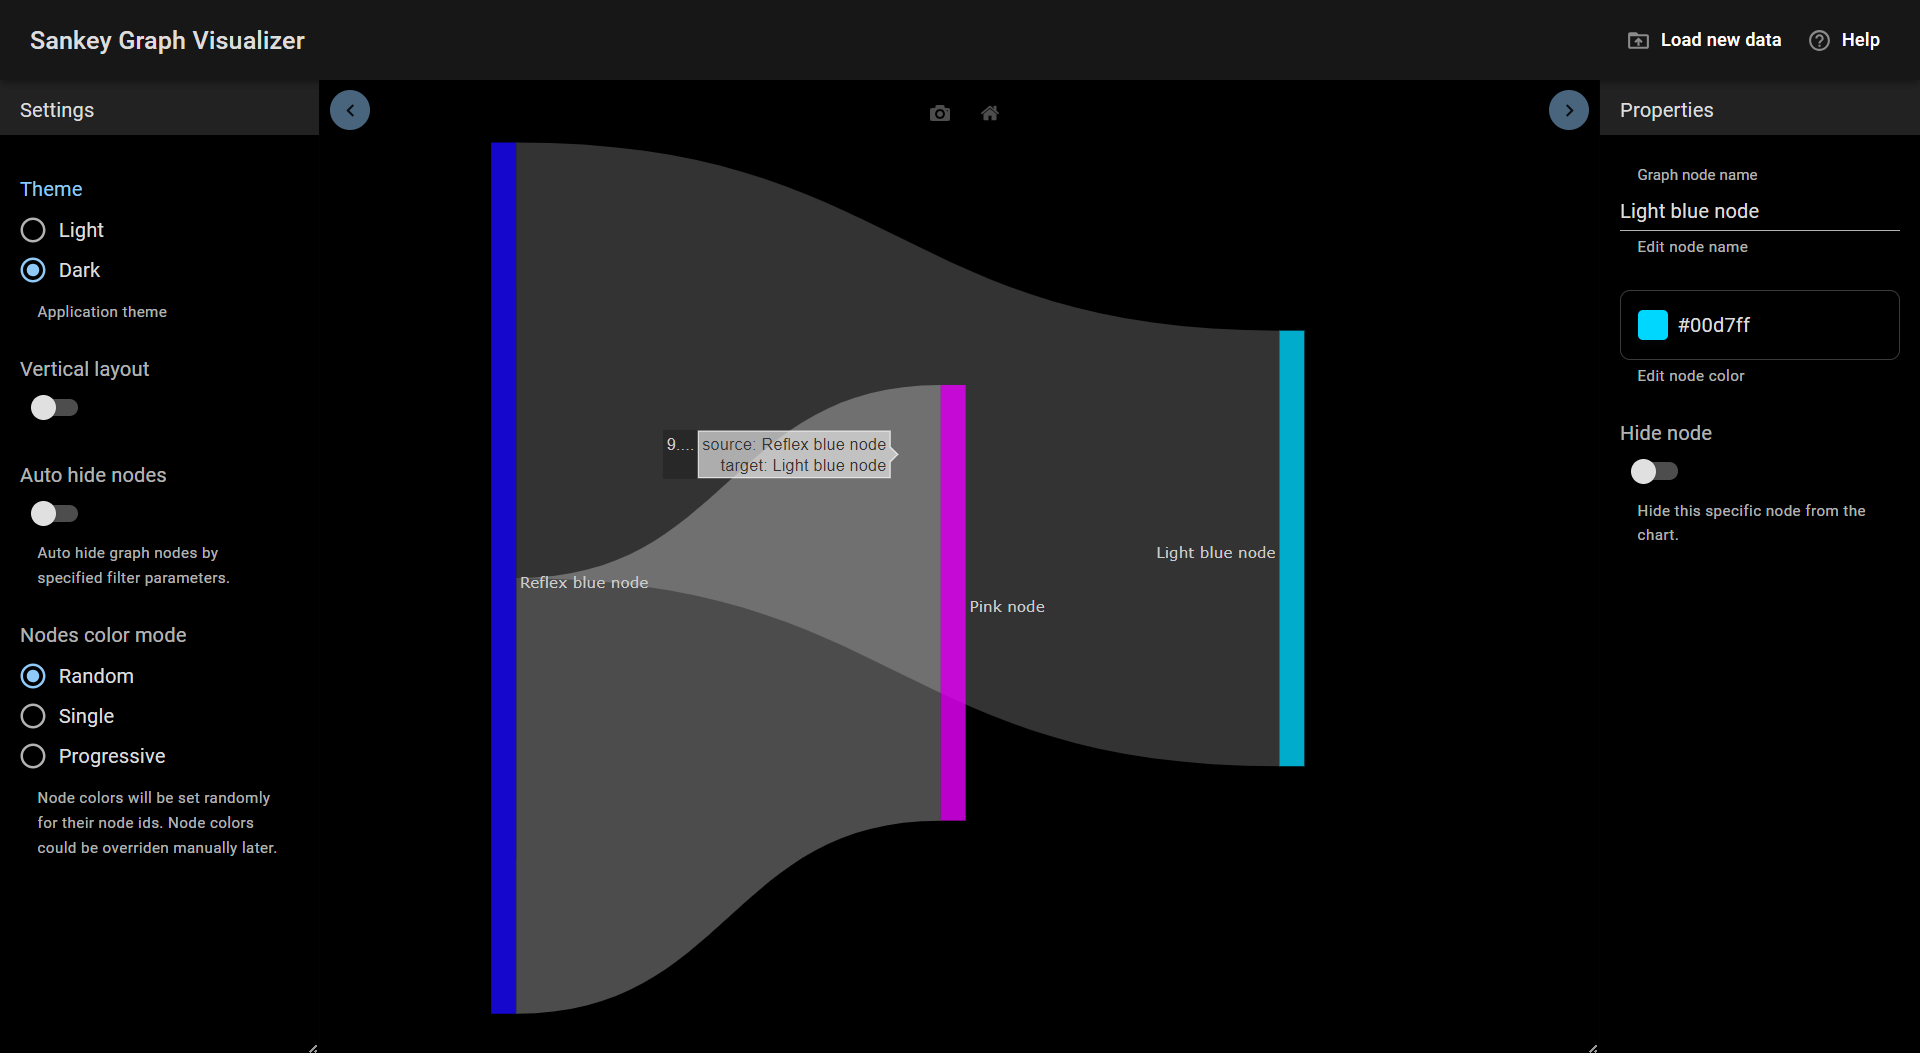 Sankey Graph Visualizer
Load new data
Help
Settings
Theme
Light
Dark
Application theme
Vertical layout
Auto hide nodes
Auto hide graph nodes by
specified filter parameters.
Nodes color mode
Random
Single
Progressive
Node colors will be set randomly
for their node ids. Node colors
could be overriden manually later.
9....
source: Reflex blue node
target: Light blue node
Reflex blue node
Pink node
Light blue node
Properties
Graph node name
Light blue node
Edit node name
#00d7ff
Edit node color
Hide node
Hide this specific node from the
chart.